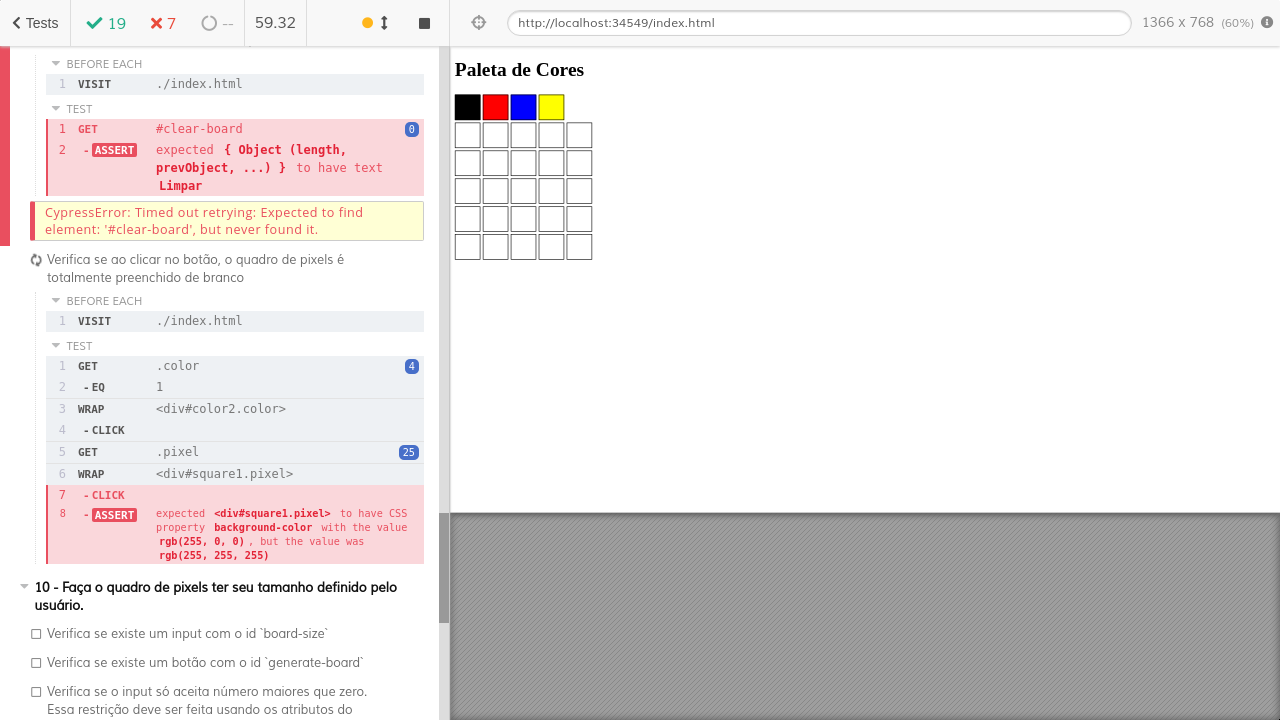 Tests
19
7
--
59.32
http://localhost:34549/index.html
1366 x 768 (60%)
BEFORE EACH
1 VISIT ./index.html
TEST
1 GET #clear-board 0
2 - ASSERT expected { Object (length,
prevObject, ...) } to have text
Limpar
CypressError: Timed out retrying: Expected to find
element: '#clear-board', but never found it.
Verifica se ao clicar no botão, o quadro de pixels é
totalmente preenchido de branco
BEFORE EACH
1 VISIT ./index.html
TEST
1 GET .color 4
2 - EQ 1
3 WRAP <div#color2.color>
4 - CLICK
5 GET .pixel 25
6 WRAP <div#square1.pixel>
7 - CLICK
8 - ASSERT expected <div#square1.pixel> to have CSS
property background-color with the value
rgb(255, 0, 0) , but the value was
rgb(255, 255, 255)
10 - Faça o quadro de pixels ter seu tamanho definido pelo
usuário.
Verifica se existe um input com o id `board-size`
Verifica se existe um botão com o id `generate-board`
Verifica se o input só aceita número maiores que zero.
Essa restrição deve ser feita usando os atributos do
Paleta de Cores